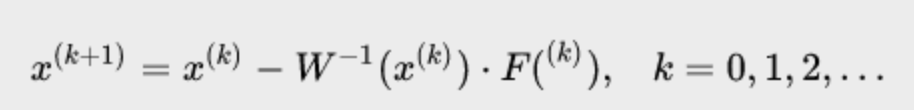 x^{(k+1)} = x^{(k)} − W^{−1}(x^{(k)}) · F(^{(k)}), k = 0, 1, 2, …